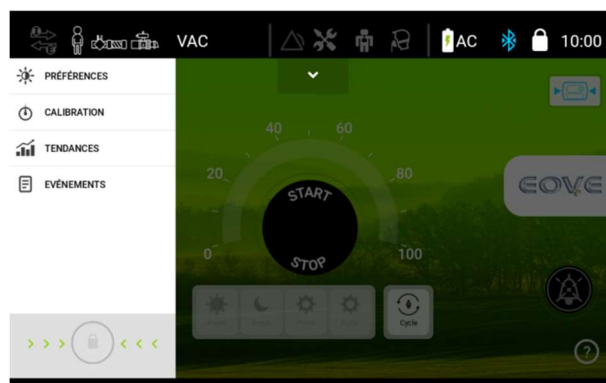 VAC
AC
10:00
PRÉFÉRENCES
CALIBRATION
TENDANCES
EVÉNEMENTS
40 60
20 80
START
STOP
0 100
EOVE
Cycle
> > > < < <
?